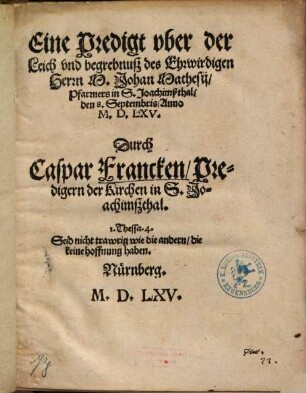 Eine Predigt vber der
Leich vnd begrebnuß des Ehrwirdigen
Herrn M. Johan Mathesij/
Pfarrers in S. Joachimßthal/
den 8. Septembris/Anno
M. D. LXV.
Durch
Caspar Francken/Pre-
digern der Kirchen in S. Jo-
achimßthal.
1. Thessa. 4.
Seid nicht trawrig wie die andern/die
keine hoffnung haben.
Nürnberg.
M. D. LXV.